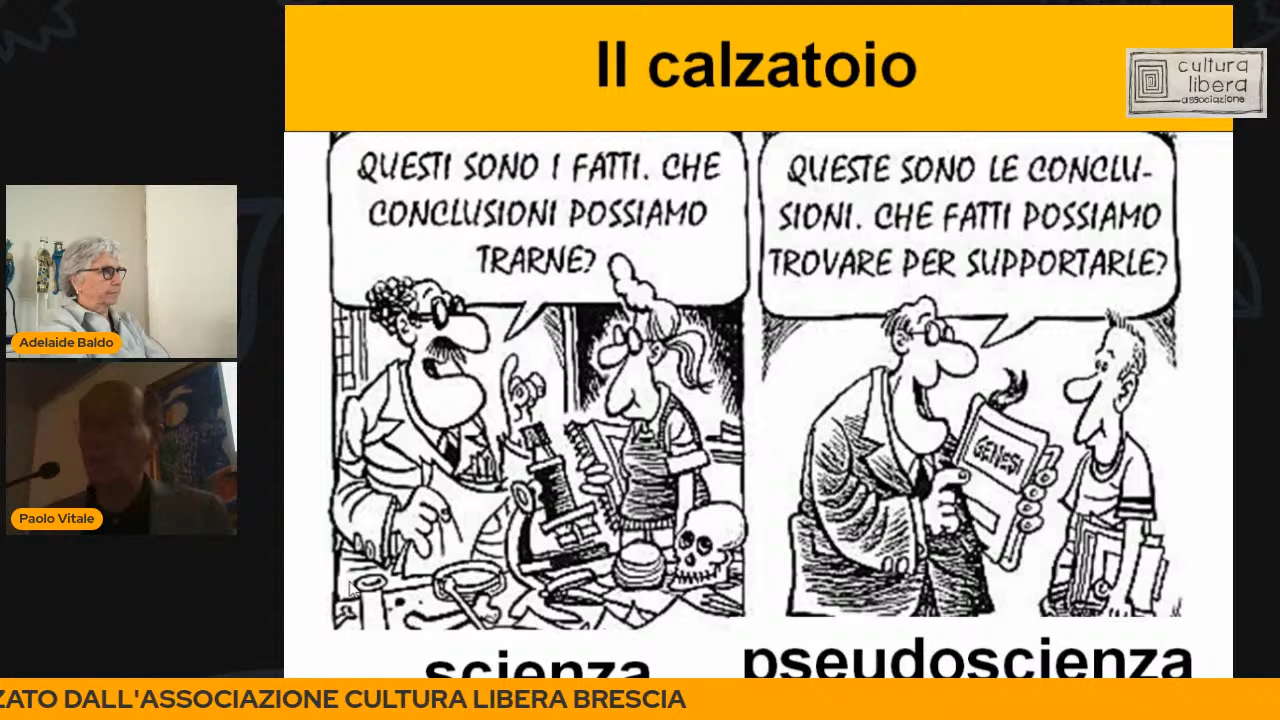 Il calzatoio
cultura
libera
associazione
QUESTI SONO I FATTI. CHE
CONCLUSIONI POSSIAMO
TRARNE?
QUESTE SONO LE CONCLU-
SIONI. CHE FATTI POSSIAMO
TROVARE PER SUPPORTARLE?
GENESI
Adelaide Baldo
Paolo Vitale
scienza
pseudoscienza
ZATO DALL'ASSOCIAZIONE CULTURA LIBERA BRESCIA